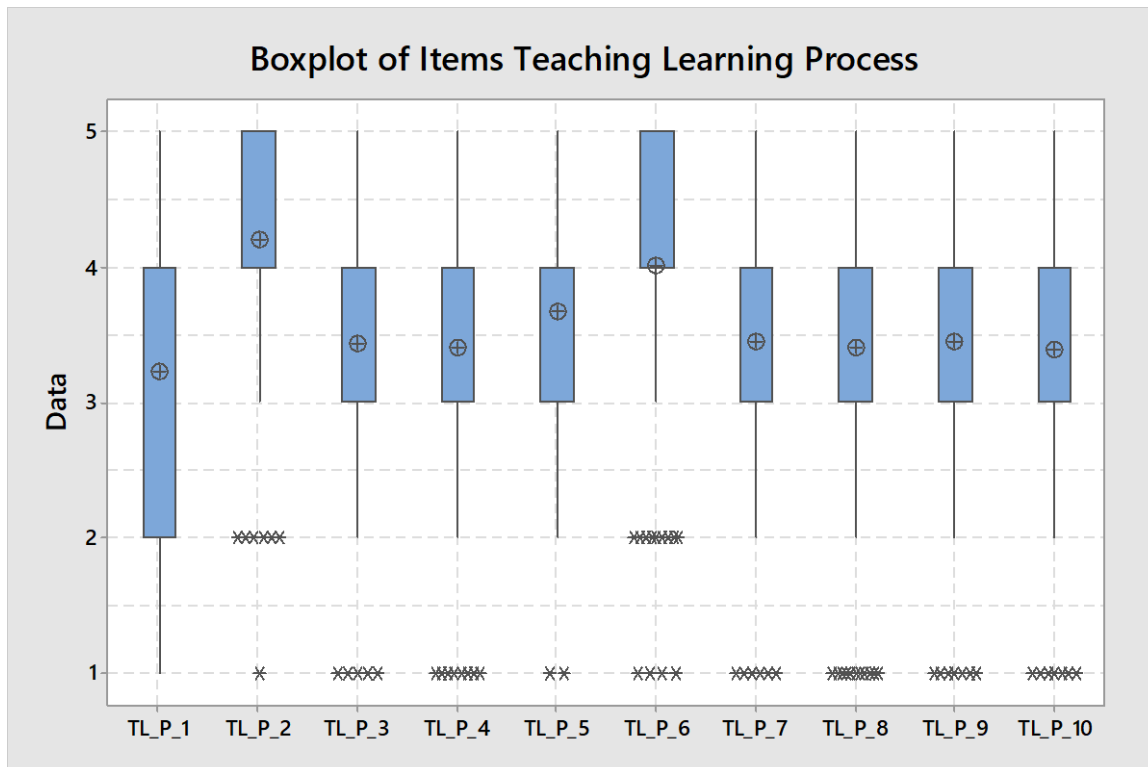 Boxplot of Items Teaching Learning Process
Data
5
4
3
2
1
TL_P_1 TL_P_2 TL_P_3 TL_P_4 TL_P_5 TL_P_6 TL_P_7 TL_P_8 TL_P_9 TL_P_10